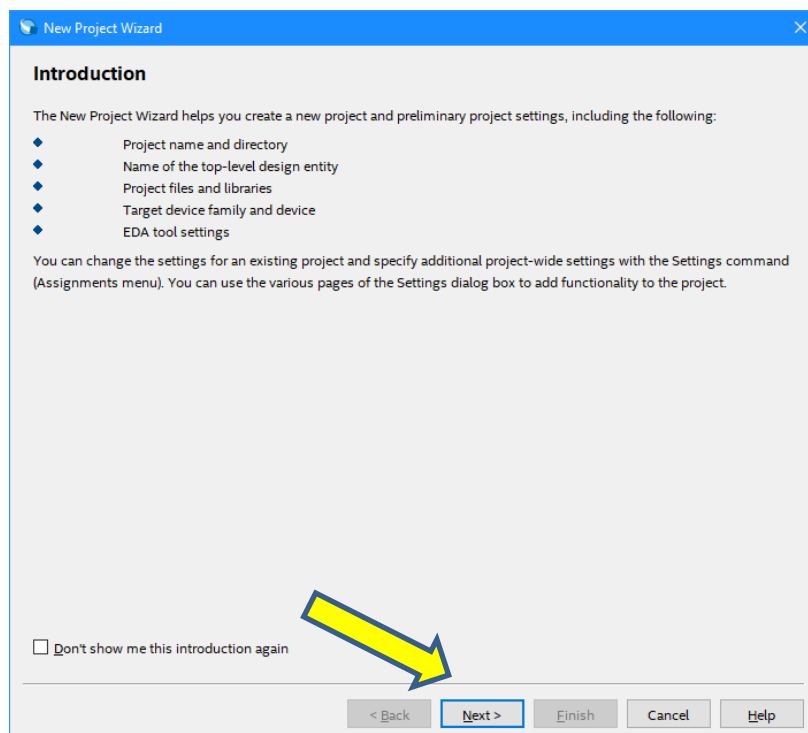 New Project Wizard
Introduction
The New Project Wizard helps you create a new project and preliminary project settings, including the following:
Project name and directory
Name of the top-level design entity
Project files and libraries
Target device family and device
EDA tool settings
You can change the settings for an existing project and specify additional project-wide settings with the Settings command
(Assignments menu). You can use the various pages of the Settings dialog box to add functionality to the project.
Don't show me this introduction again
< Back Next > Finish Cancel Help